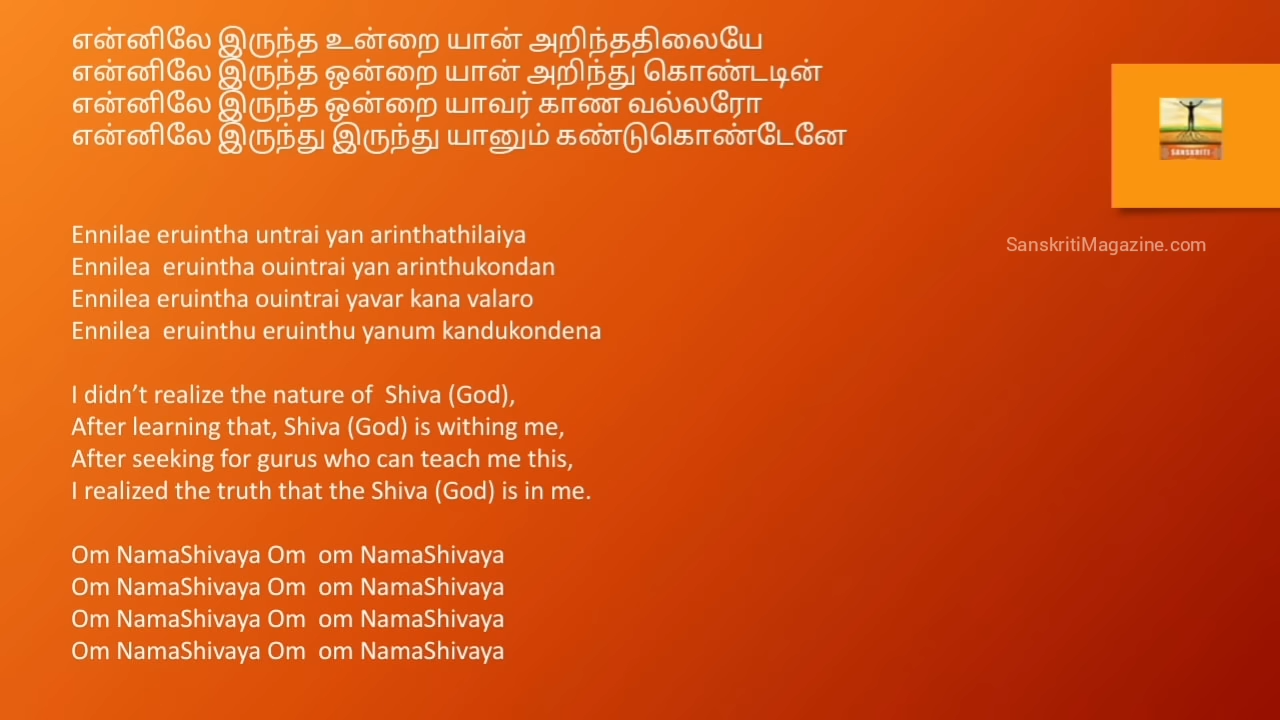 என்னிலே இருந்த உன்றை யான் அறிந்ததிலையே
என்னிலே இருந்த ஒன்றை யான் அறிந்து கொண்டடின்
என்னிலே இருந்த ஒன்றை யாவர் காண வல்லரோ
என்னிலே இருந்து இருந்து யானும் கண்டுகொண்டேனே
SANSKRITI
SanskritiMagazine.com
Ennilae eruintha untrai yan arinthathilaiya
Ennilea  eruintha ouintrai yan arinthukondan
Ennilea eruintha ouintrai yavar kana valaro
Ennilea  eruinthu eruinthu yanum kandukondena
I didn’t realize the nature of  Shiva (God),
After learning that, Shiva (God) is withing me,
After seeking for gurus who can teach me this,
I realized the truth that the Shiva (God) is in me.
Om NamaShivaya Om  om NamaShivaya
Om NamaShivaya Om  om NamaShivaya
Om NamaShivaya Om  om NamaShivaya
Om NamaShivaya Om  om NamaShivaya